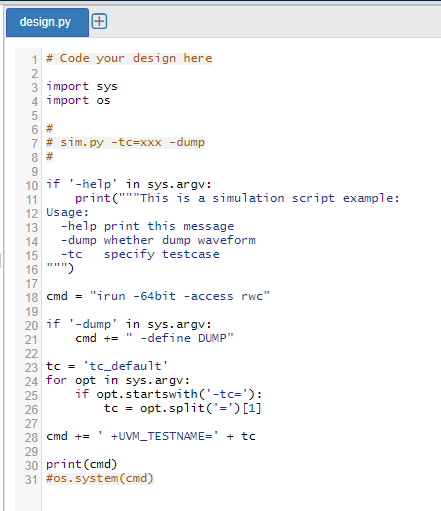 design.py
1 # Code your design here
2
3 import sys
4 import os
5
6 #
7 # sim.py -tc=xxx -dump
8 #
9
10 if '-help' in sys.argv:
11     print("""This is a simulation script example:
12 Usage:
13   -help print this message
14   -dump whether dump waveform
15   -tc   specify testcase
16 """)
17
18 cmd = "irun -64bit -access rwc"
19
20 if '-dump' in sys.argv:
21     cmd += " -define DUMP"
22
23 tc = 'tc_default'
24 for opt in sys.argv:
25     if opt.startswith('-tc='):
26         tc = opt.split('=')[1]
27
28 cmd += ' +UVM_TESTNAME=' + tc
29
30 print(cmd)
31 #os.system(cmd)